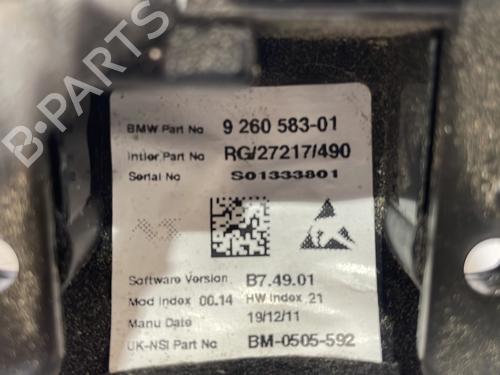 B-PARTS
BMW Part No 9 260 583-01
Intier Part No RG/27217/490
Serial No S01333801
Software Version B7.49.01
Mod Index 00.14 HW Index 21
Manu Date 19/12/11
UK-NSI Part No BM-0505-592